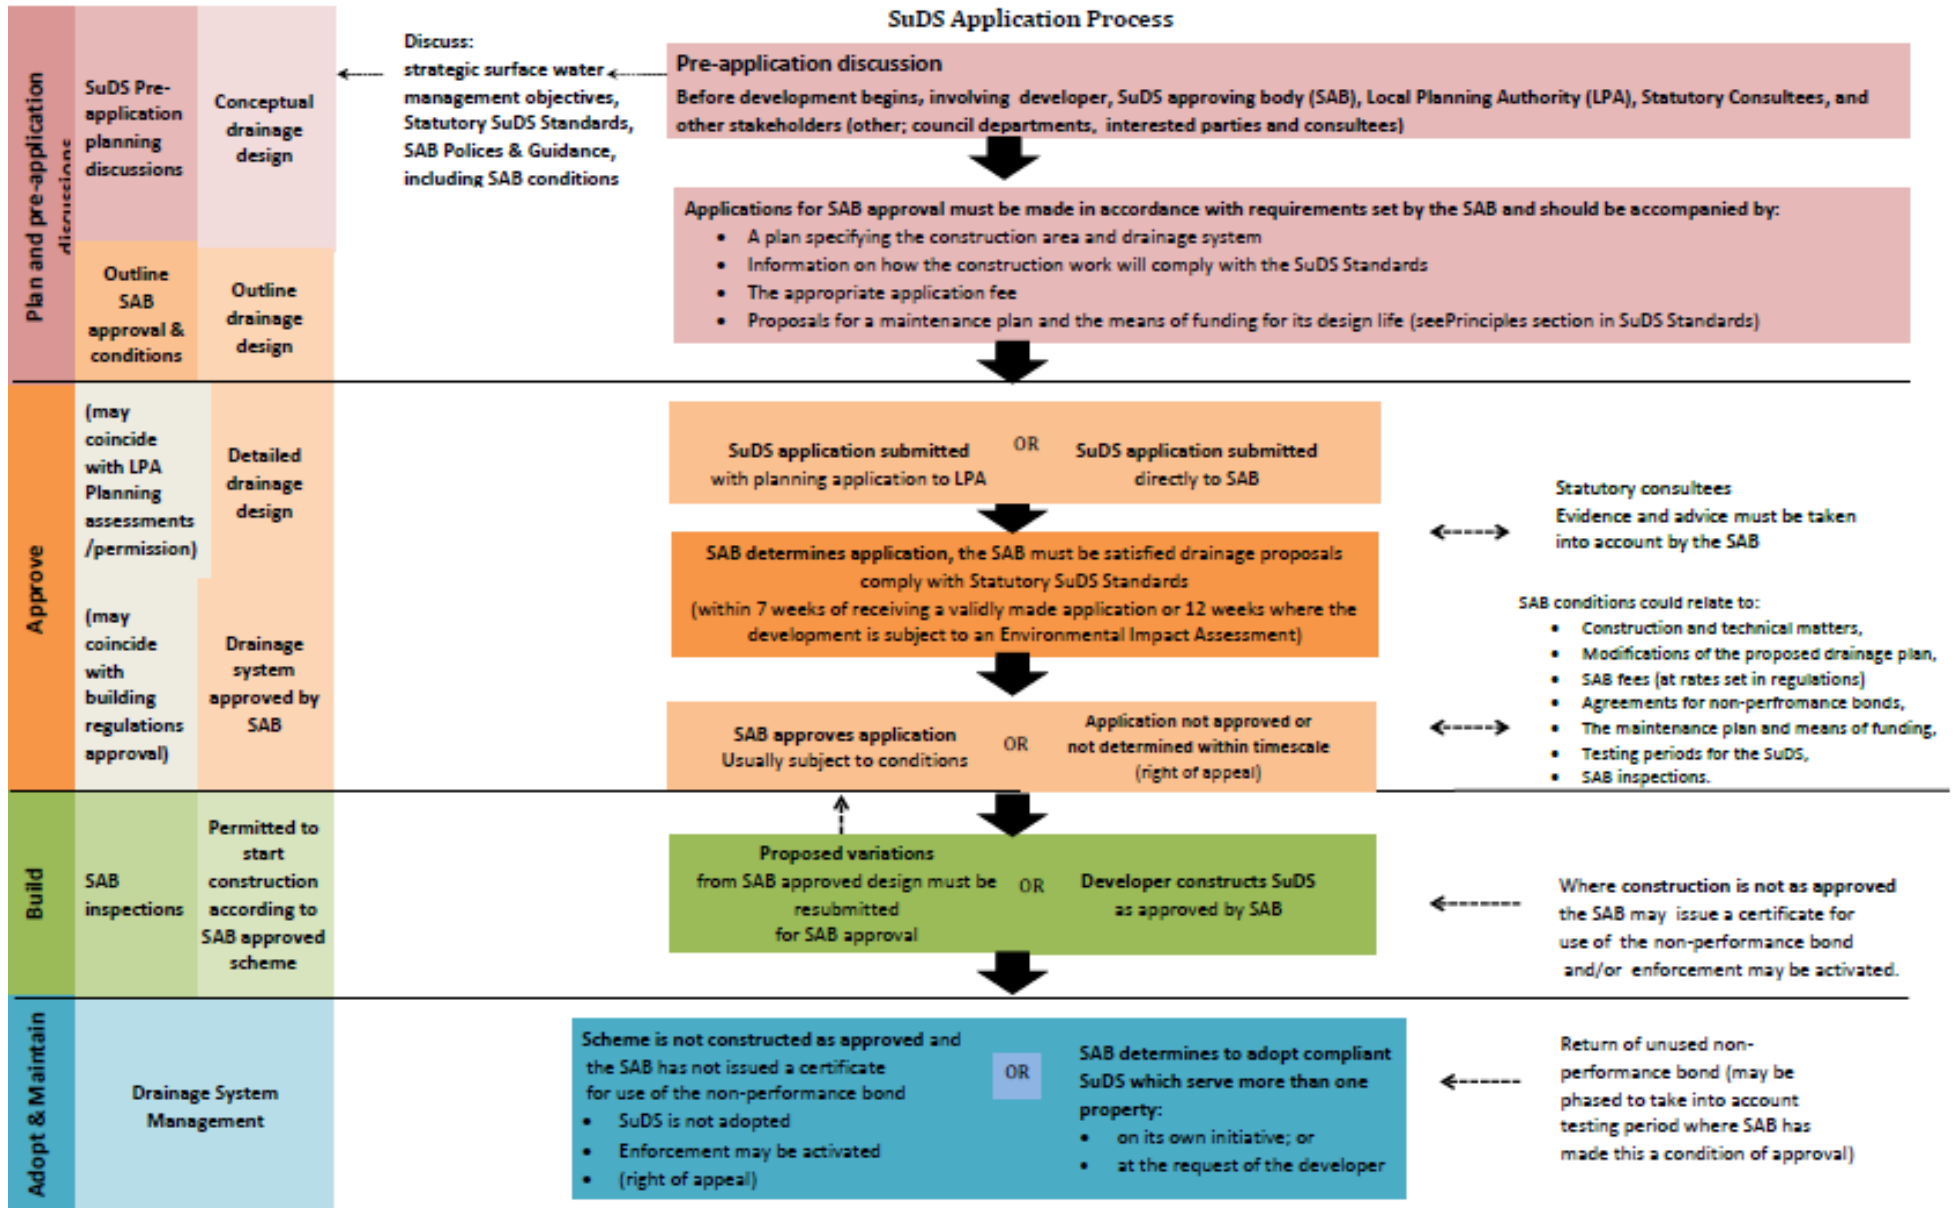 SuDS Application Process
Plan and pre-application
discussions
SuDS Pre-
application
planning
discussions
Conceptual
drainage
design
Discuss:
strategic surface water
management objectives,
Statutory SuDS Standards,
SAB Polices & Guidance,
including SAB conditions
Pre-application discussion
Before development begins, involving developer, SuDS approving body (SAB), Local Planning Authority (LPA), Statutory Consultees, and
other stakeholders (other; council departments, interested parties and consultees)
Outline
SAB
approval &
conditions
Outline
drainage
design
Applications for SAB approval must be made in accordance with requirements set by the SAB and should be accompanied by:
• A plan specifying the construction area and drainage system
• Information on how the construction work will comply with the SuDS Standards
• The appropriate application fee
• Proposals for a maintenance plan and the means of funding for its design life (seePrinciples section in SuDS Standards)
Approve
(may
coincide
with LPA
Planning
assessments
/permission)
Detailed
drainage
design
SuDS application submitted
with planning application to LPA
OR
SuDS application submitted
directly to SAB
Statutory consultees
Evidence and advice must be taken
into account by the SAB
SAB determines application, the SAB must be satisfied drainage proposals
comply with Statutory SuDS Standards
(within 7 weeks of receiving a validly made application or 12 weeks where the
development is subject to an Environmental Impact Assessment)
(may
coincide
with
building
regulations
approval)
Drainage
system
approved by
SAB
SAB approves application
Usually subject to conditions
OR
Application not approved or
not determined within timescale
(right of appeal)
SAB conditions could relate to:
• Construction and technical matters,
• Modifications of the proposed drainage plan,
• SAB fees (at rates set in regulations)
• Agreements for non-perfromance bonds,
• The maintenance plan and means of funding,
• Testing periods for the SuDS,
• SAB inspections.
Build
SAB
inspections
Permitted to
start
construction
according to
SAB approved
scheme
Proposed variations
from SAB approved design must be
resubmitted
for SAB approval
OR
Developer constructs SuDS
as approved by SAB
Where construction is not as approved
the SAB may issue a certificate for
use of the non-performance bond
and/or enforcement may be activated.
Adopt & Maintain
Drainage System
Management
Scheme is not constructed as approved and
the SAB has not issued a certificate
for use of the non-performance bond
• SuDS is not adopted
• Enforcement may be activated
• (right of appeal)
OR
SAB determines to adopt compliant
SuDS which serve more than one
property:
• on its own initiative; or
• at the request of the developer
Return of unused non-
performance bond (may be
phased to take into account
testing period where SAB has
made this a condition of approval)